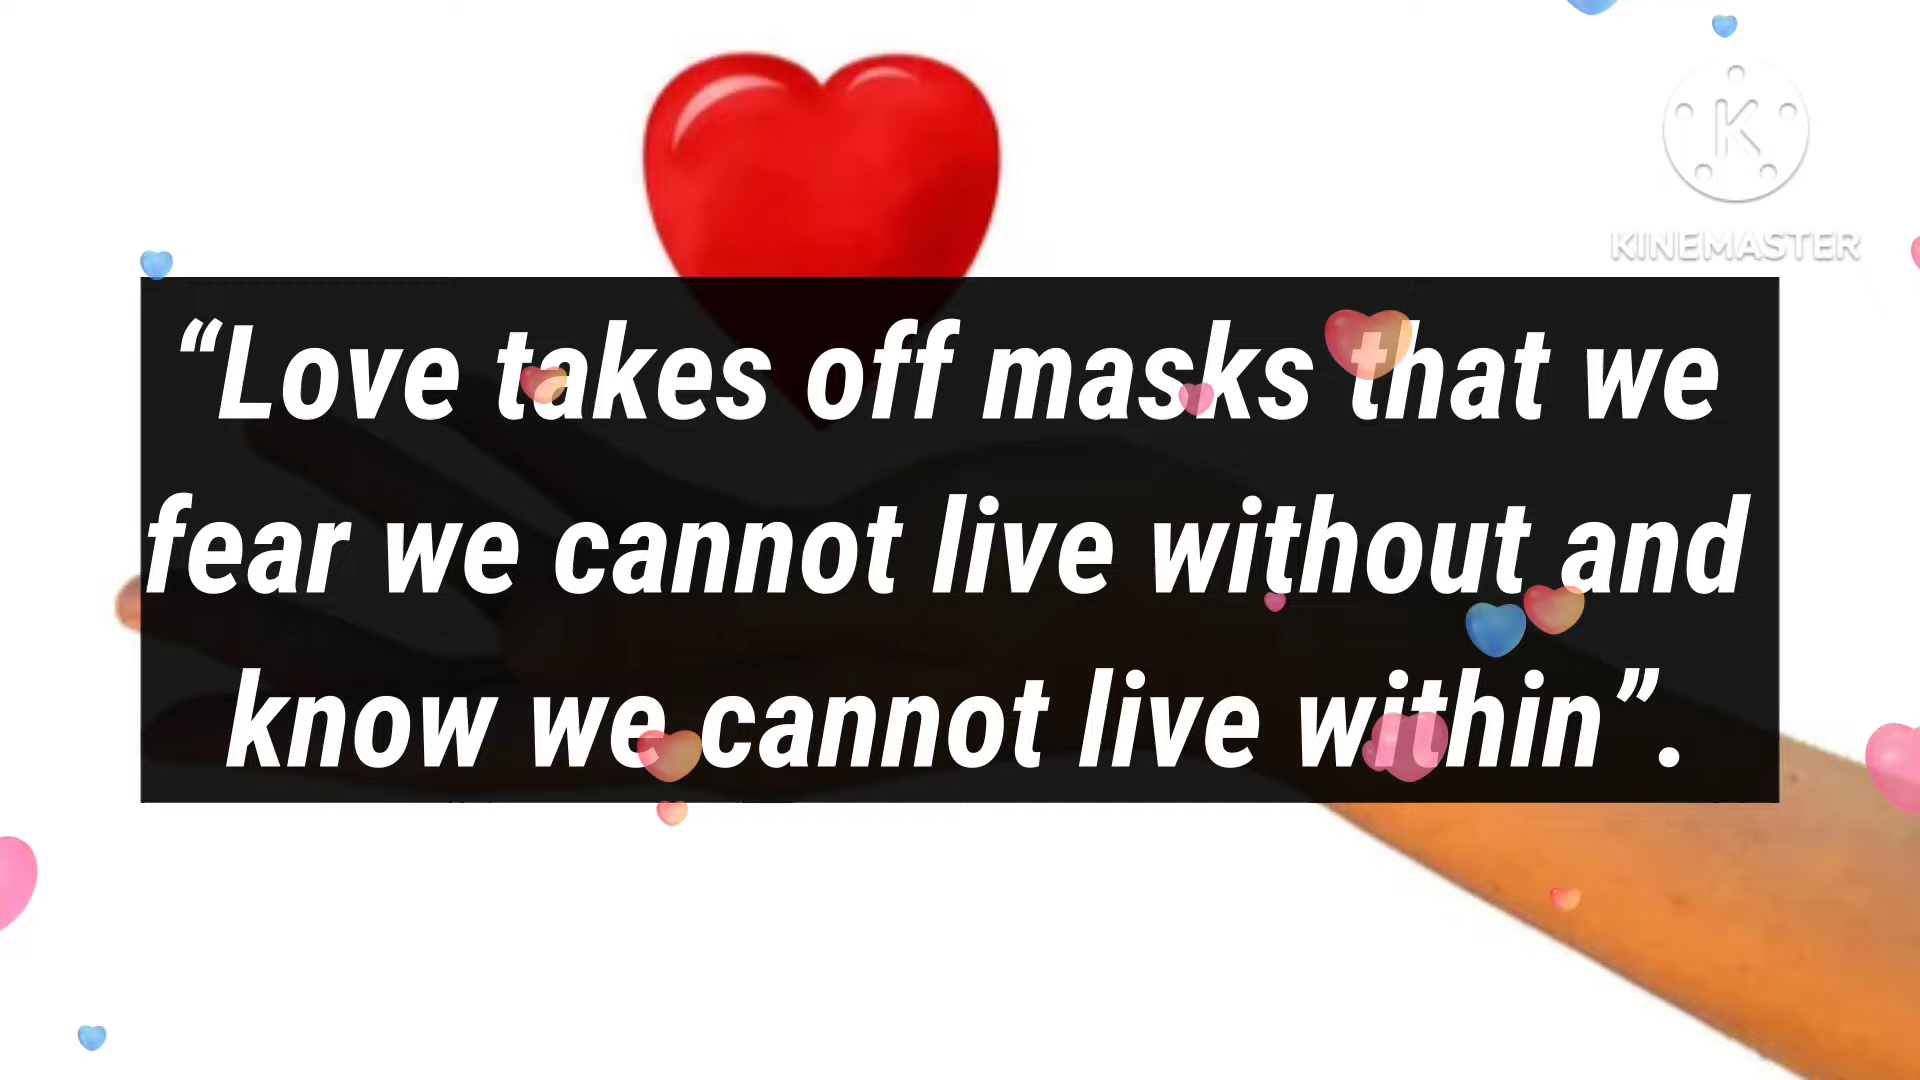 KINEMASTER
“Love takes off masks that we
fear we cannot live without and
know we cannot live within”.